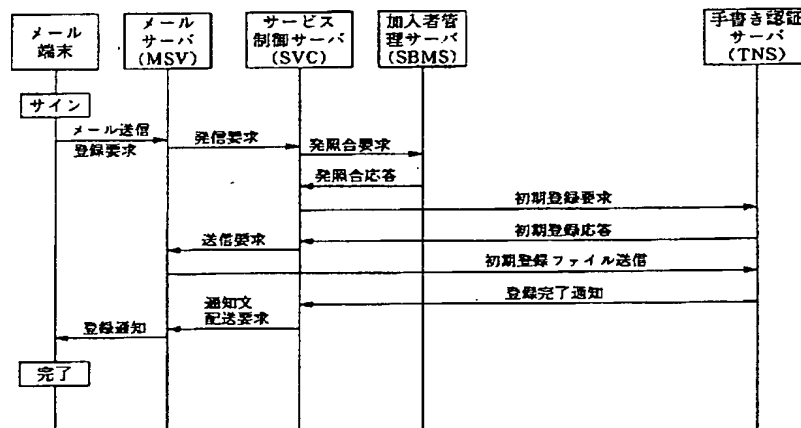 メール
端末
メール
サーバ
(MSV)
サービス
制御サーバ
(SVC)
加入者管
理サーバ
(SBMS)
手書き認証
サーバ
(TNS)
サイン
メール送信
登録要求
発信要求
発照合要求
発照合応答
初期登録要求
初期登録応答
送信要求
初期登録ファイル送信
登録完了通知
通知文
配送要求
登録通知
完了